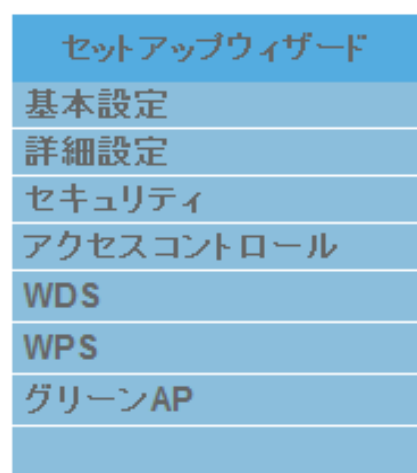 セットアップウィザード
基本設定
詳細設定
セキュリティ
アクセスコントロール
WDS
WPS
グリーンAP